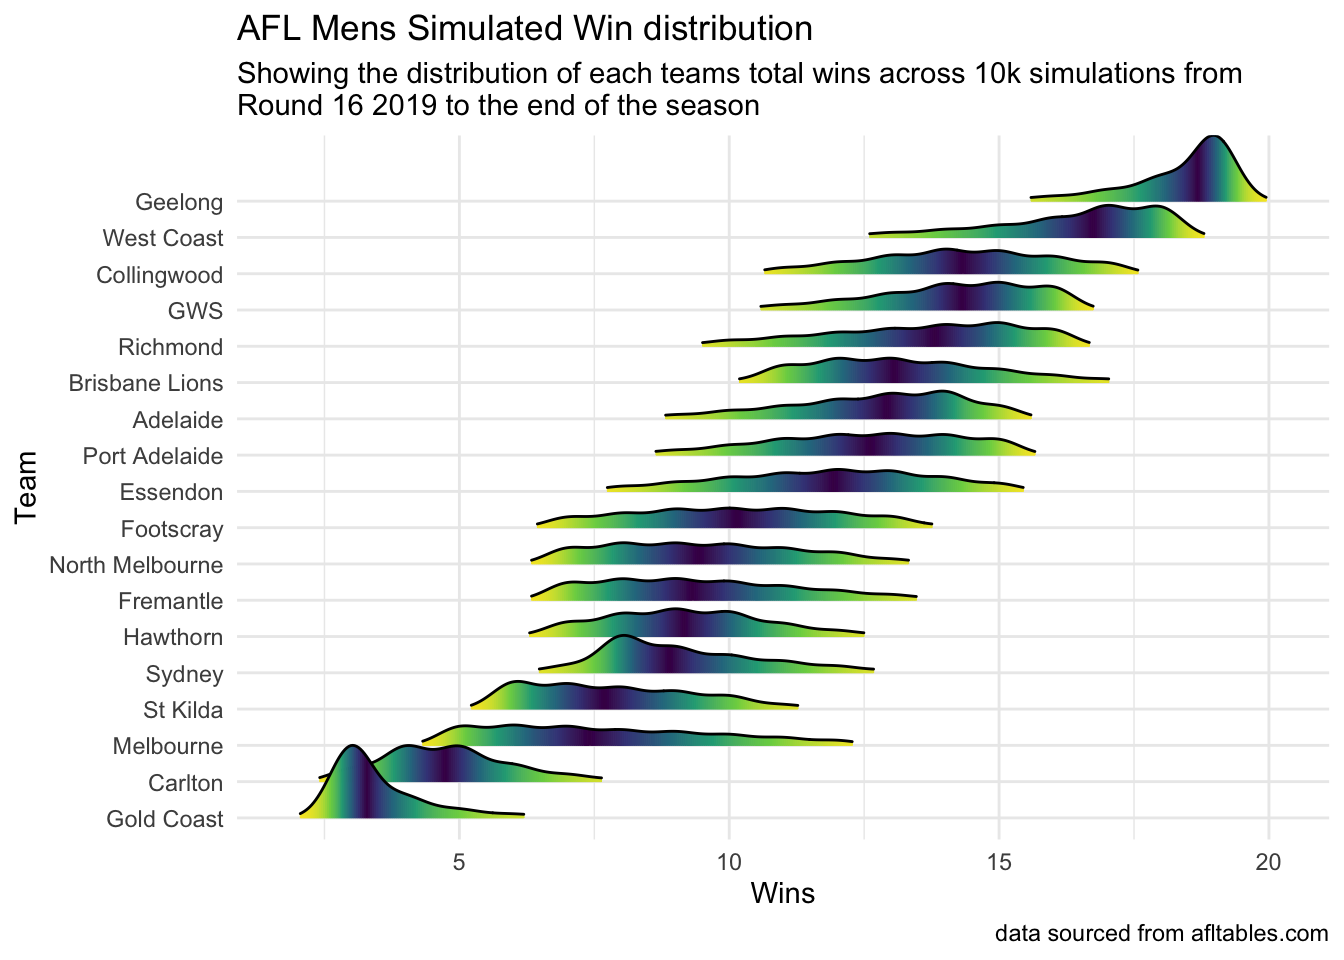 AFL Mens Simulated Win distribution
Showing the distribution of each teams total wins across 10k simulations from
Round 16 2019 to the end of the season
Team
Geelong
West Coast
Collingwood
GWS
Richmond
Brisbane Lions
Adelaide
Port Adelaide
Essendon
Footscray
North Melbourne
Fremantle
Hawthorn
Sydney
St Kilda
Melbourne
Carlton
Gold Coast
5 10 15 20
Wins
data sourced from afltables.com